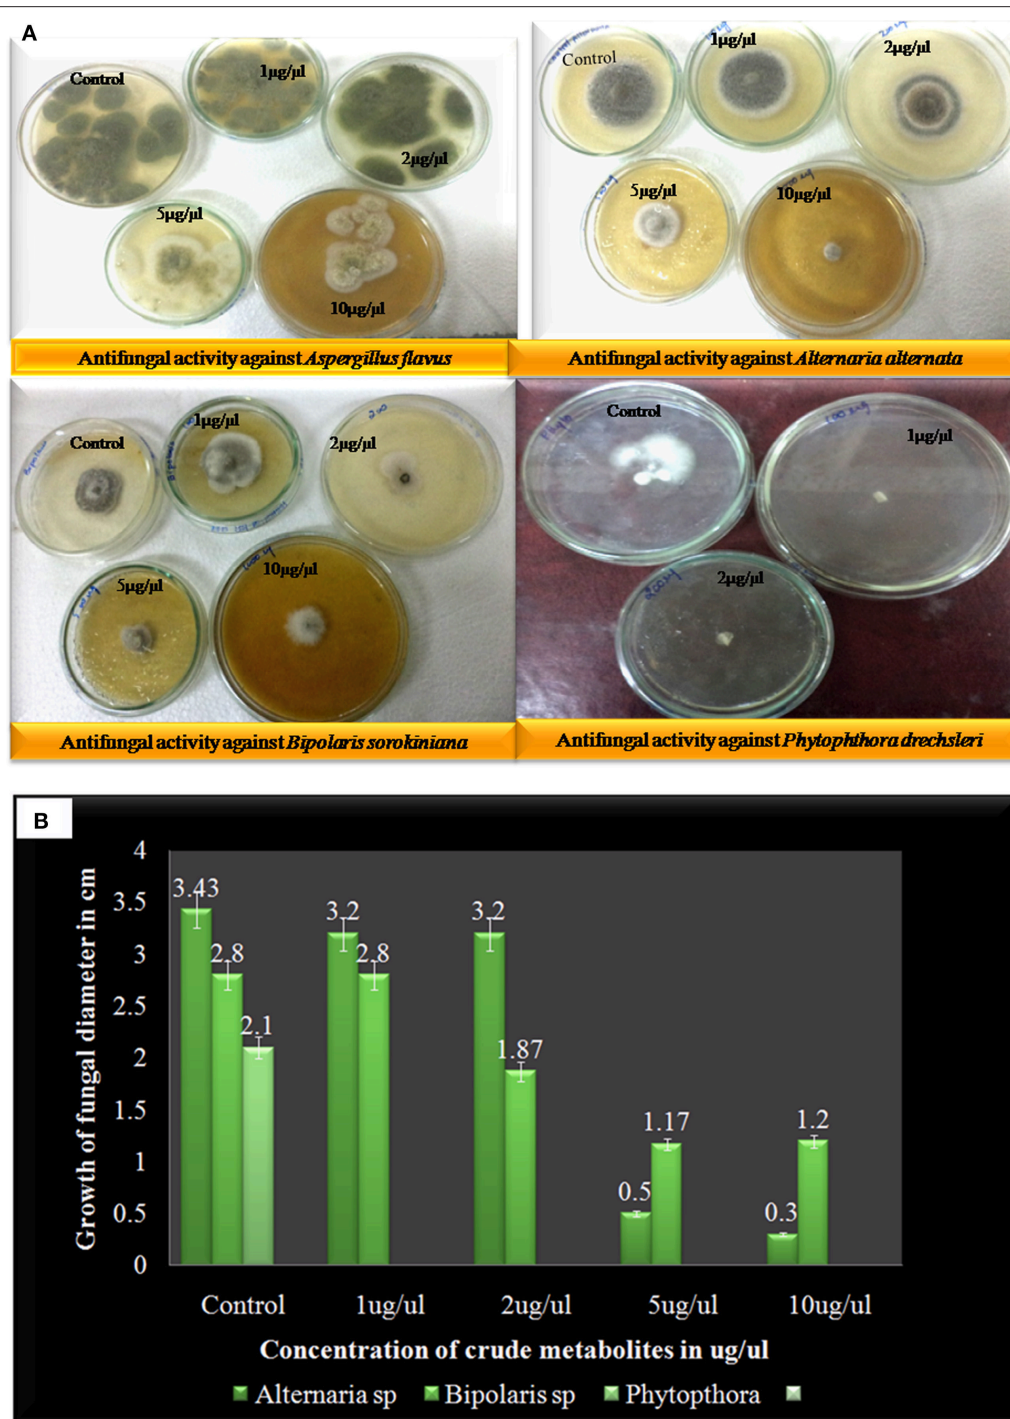 A
Control
1µg/µl
2µg/µl
5µg/µl
10µg/µl
Antifungal activity against Aspergillus flavus
Control
1µg/µl
2µg/µl
5µg/µl
10µg/µl
Antifungal activity against Alternaria alternata
Control
1µg/µl
2µg/µl
5µg/µl
10µg/µl
Antifungal activity against Bipolaris sorokiniana
Control
1µg/µl
2µg/µl
Antifungal activity against Phytophthora drechsleri
B
Growth of fungal diameter in cm
4
3.5
3
2.5
2
1.5
1
0.5
0
3.43
2.8
2.1
3.2
2.8
3.2
1.87
0.5
1.17
0.3
1.2
Control 1ug/ul 2ug/ul 5ug/ul 10ug/ul
Concentration of crude metabolites in ug/ul
Alternaria sp Bipolaris sp Phytopthora